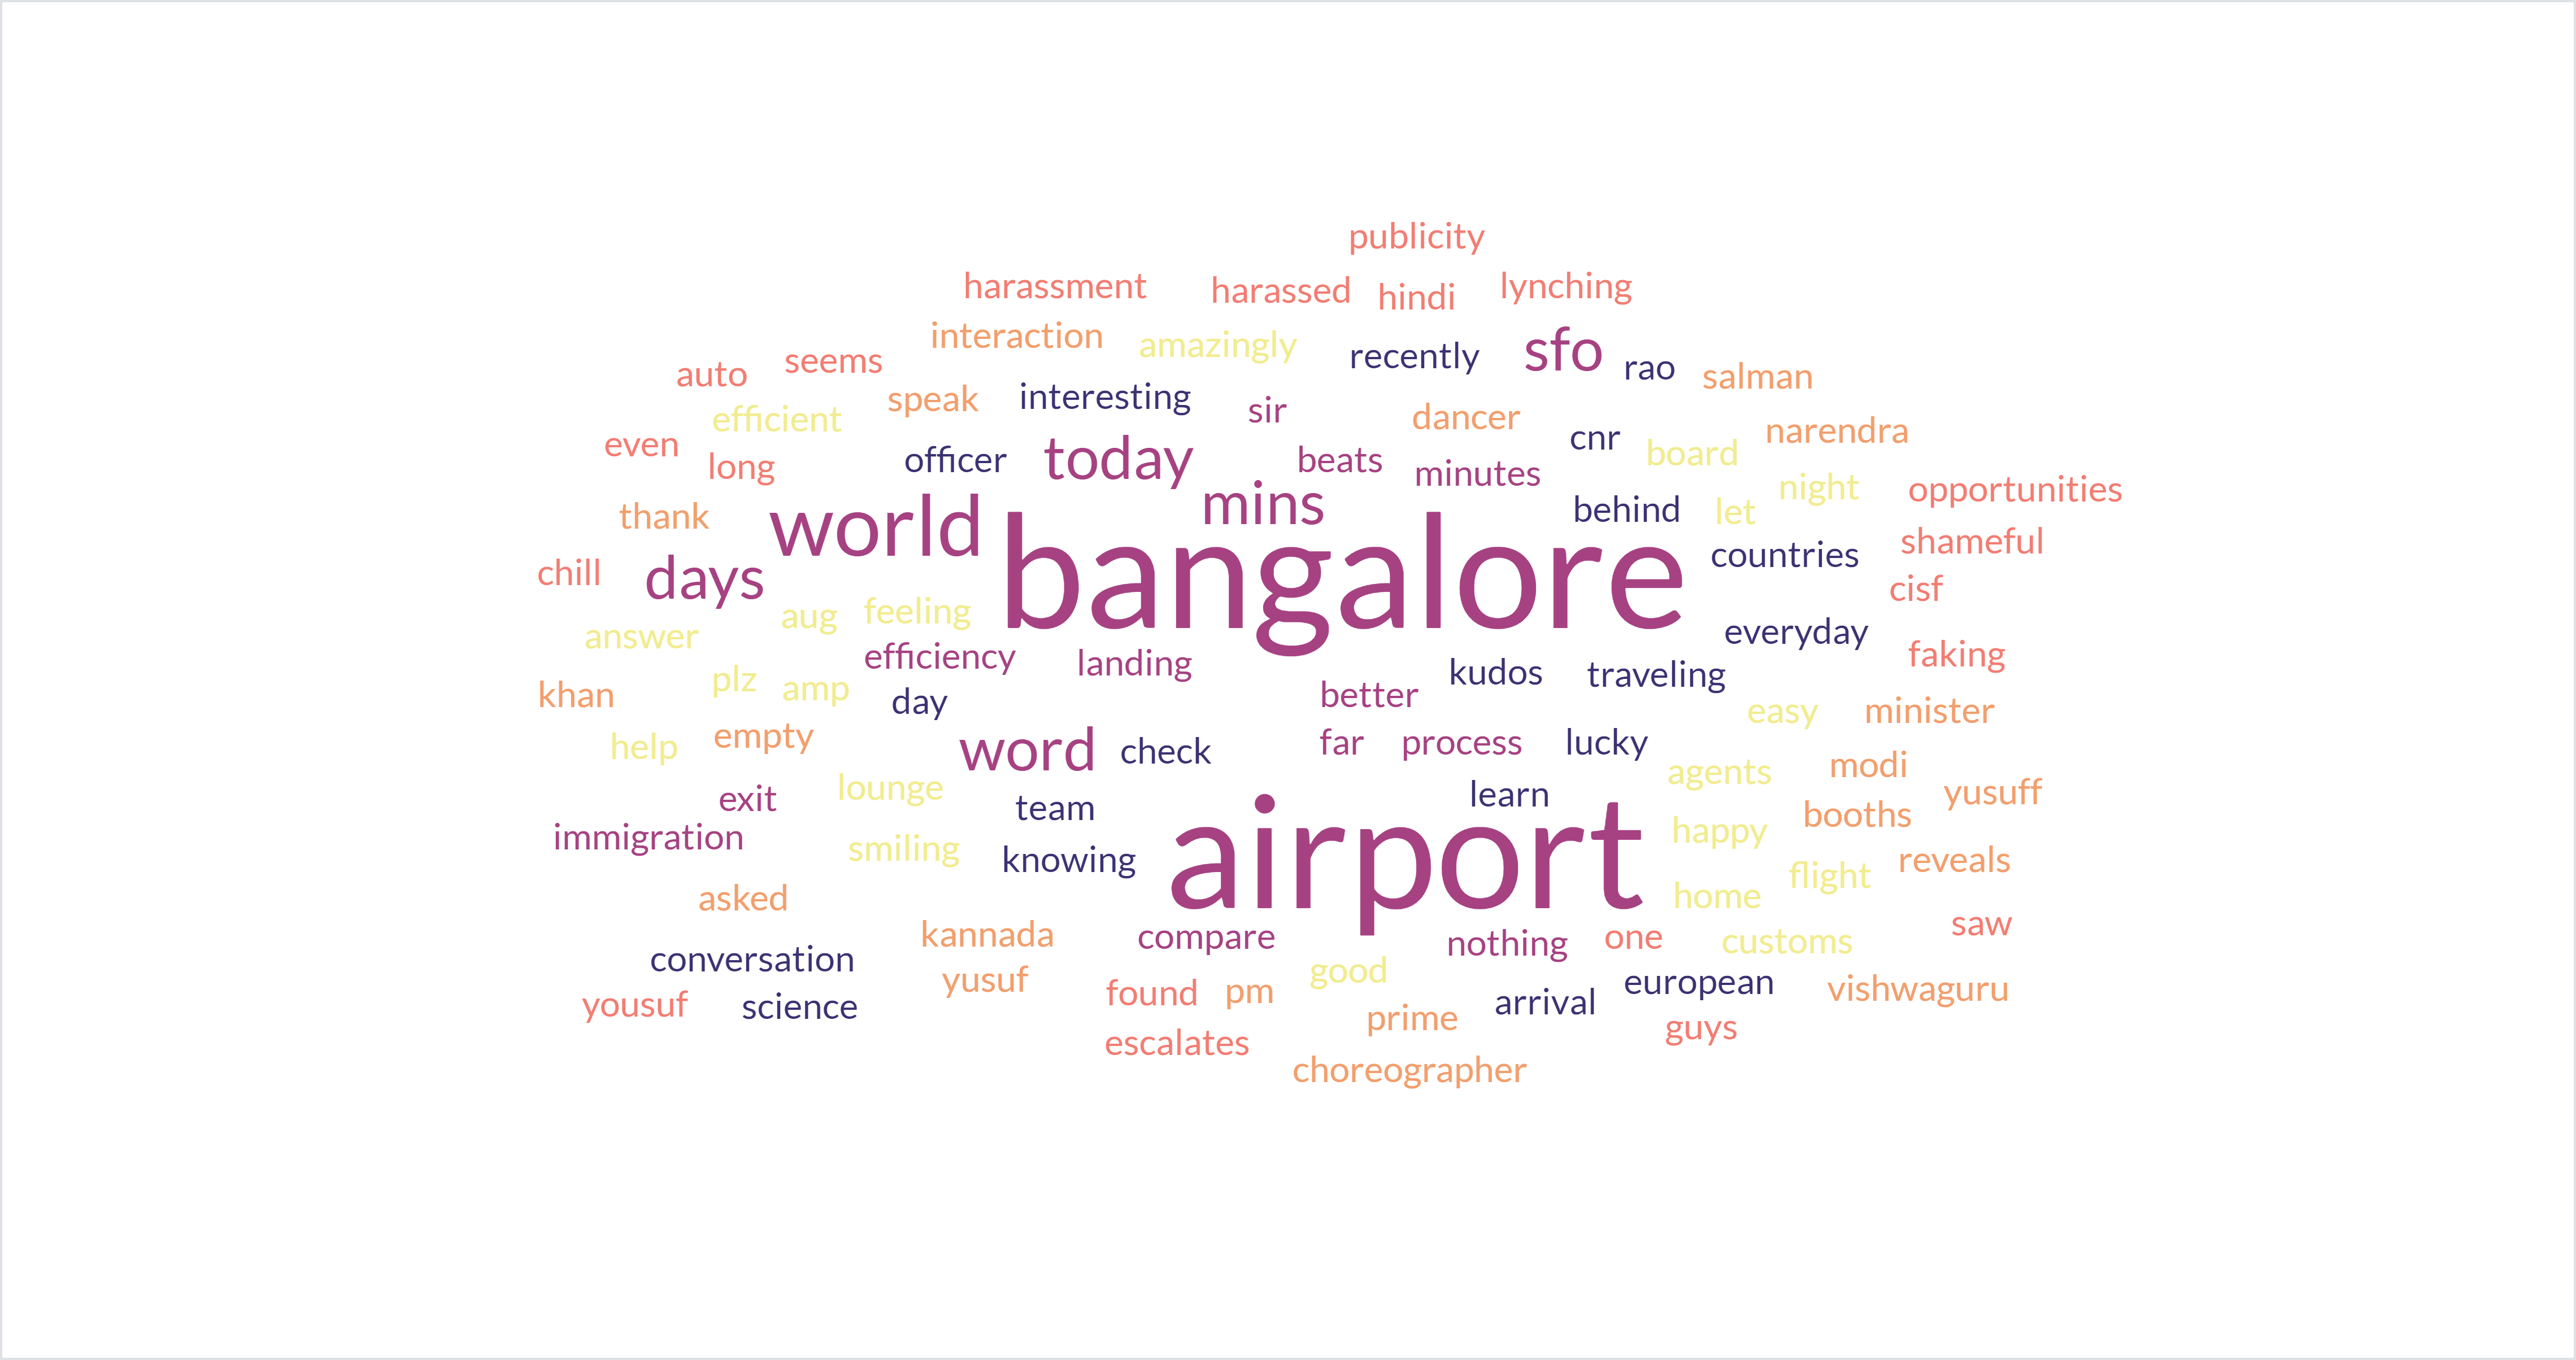 publicity
harassment harassed hindi lynching
interaction amazingly recently sfo rao salman
auto seems
efficient speak interesting sir dancer cnr narendra
even long officer today beats minutes board
thank world mins behind let night opportunities
chill days bangalore countries shameful
cisf
answer aug feeling everyday
efficiency landing kudos traveling faking
khan plz amp day better easy minister
help empty word check far process lucky
exit lounge team learn agents modi booths yusuff
immigration smiling knowing airport happy reveals
asked home flight
conversation kannada compare nothing one customs saw
yousuf science yusuf found pm good arrival european vishwaguru
escalates prime guys
choreographer